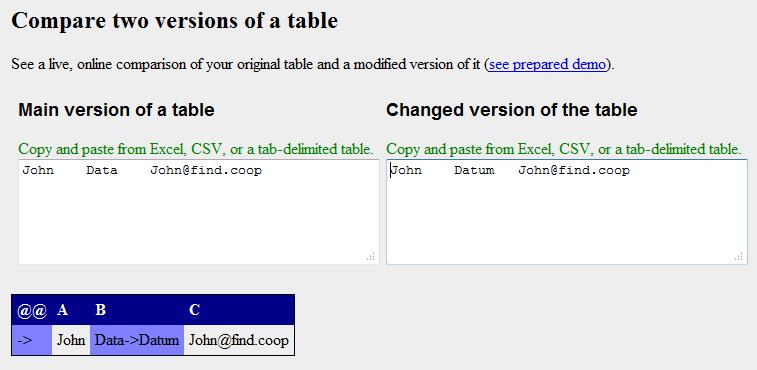 Compare two versions of a table
See a live, online comparison of your original table and a modified version of it (see prepared demo).
Main version of a table
Copy and paste from Excel, CSV, or a tab-delimited table.
John Data John@find.coop
Changed version of the table
Copy and paste from Excel, CSV, or a tab-delimited table.
John Datum John@find.coop
@@ A B C
-> John Data->Datum John@find.coop